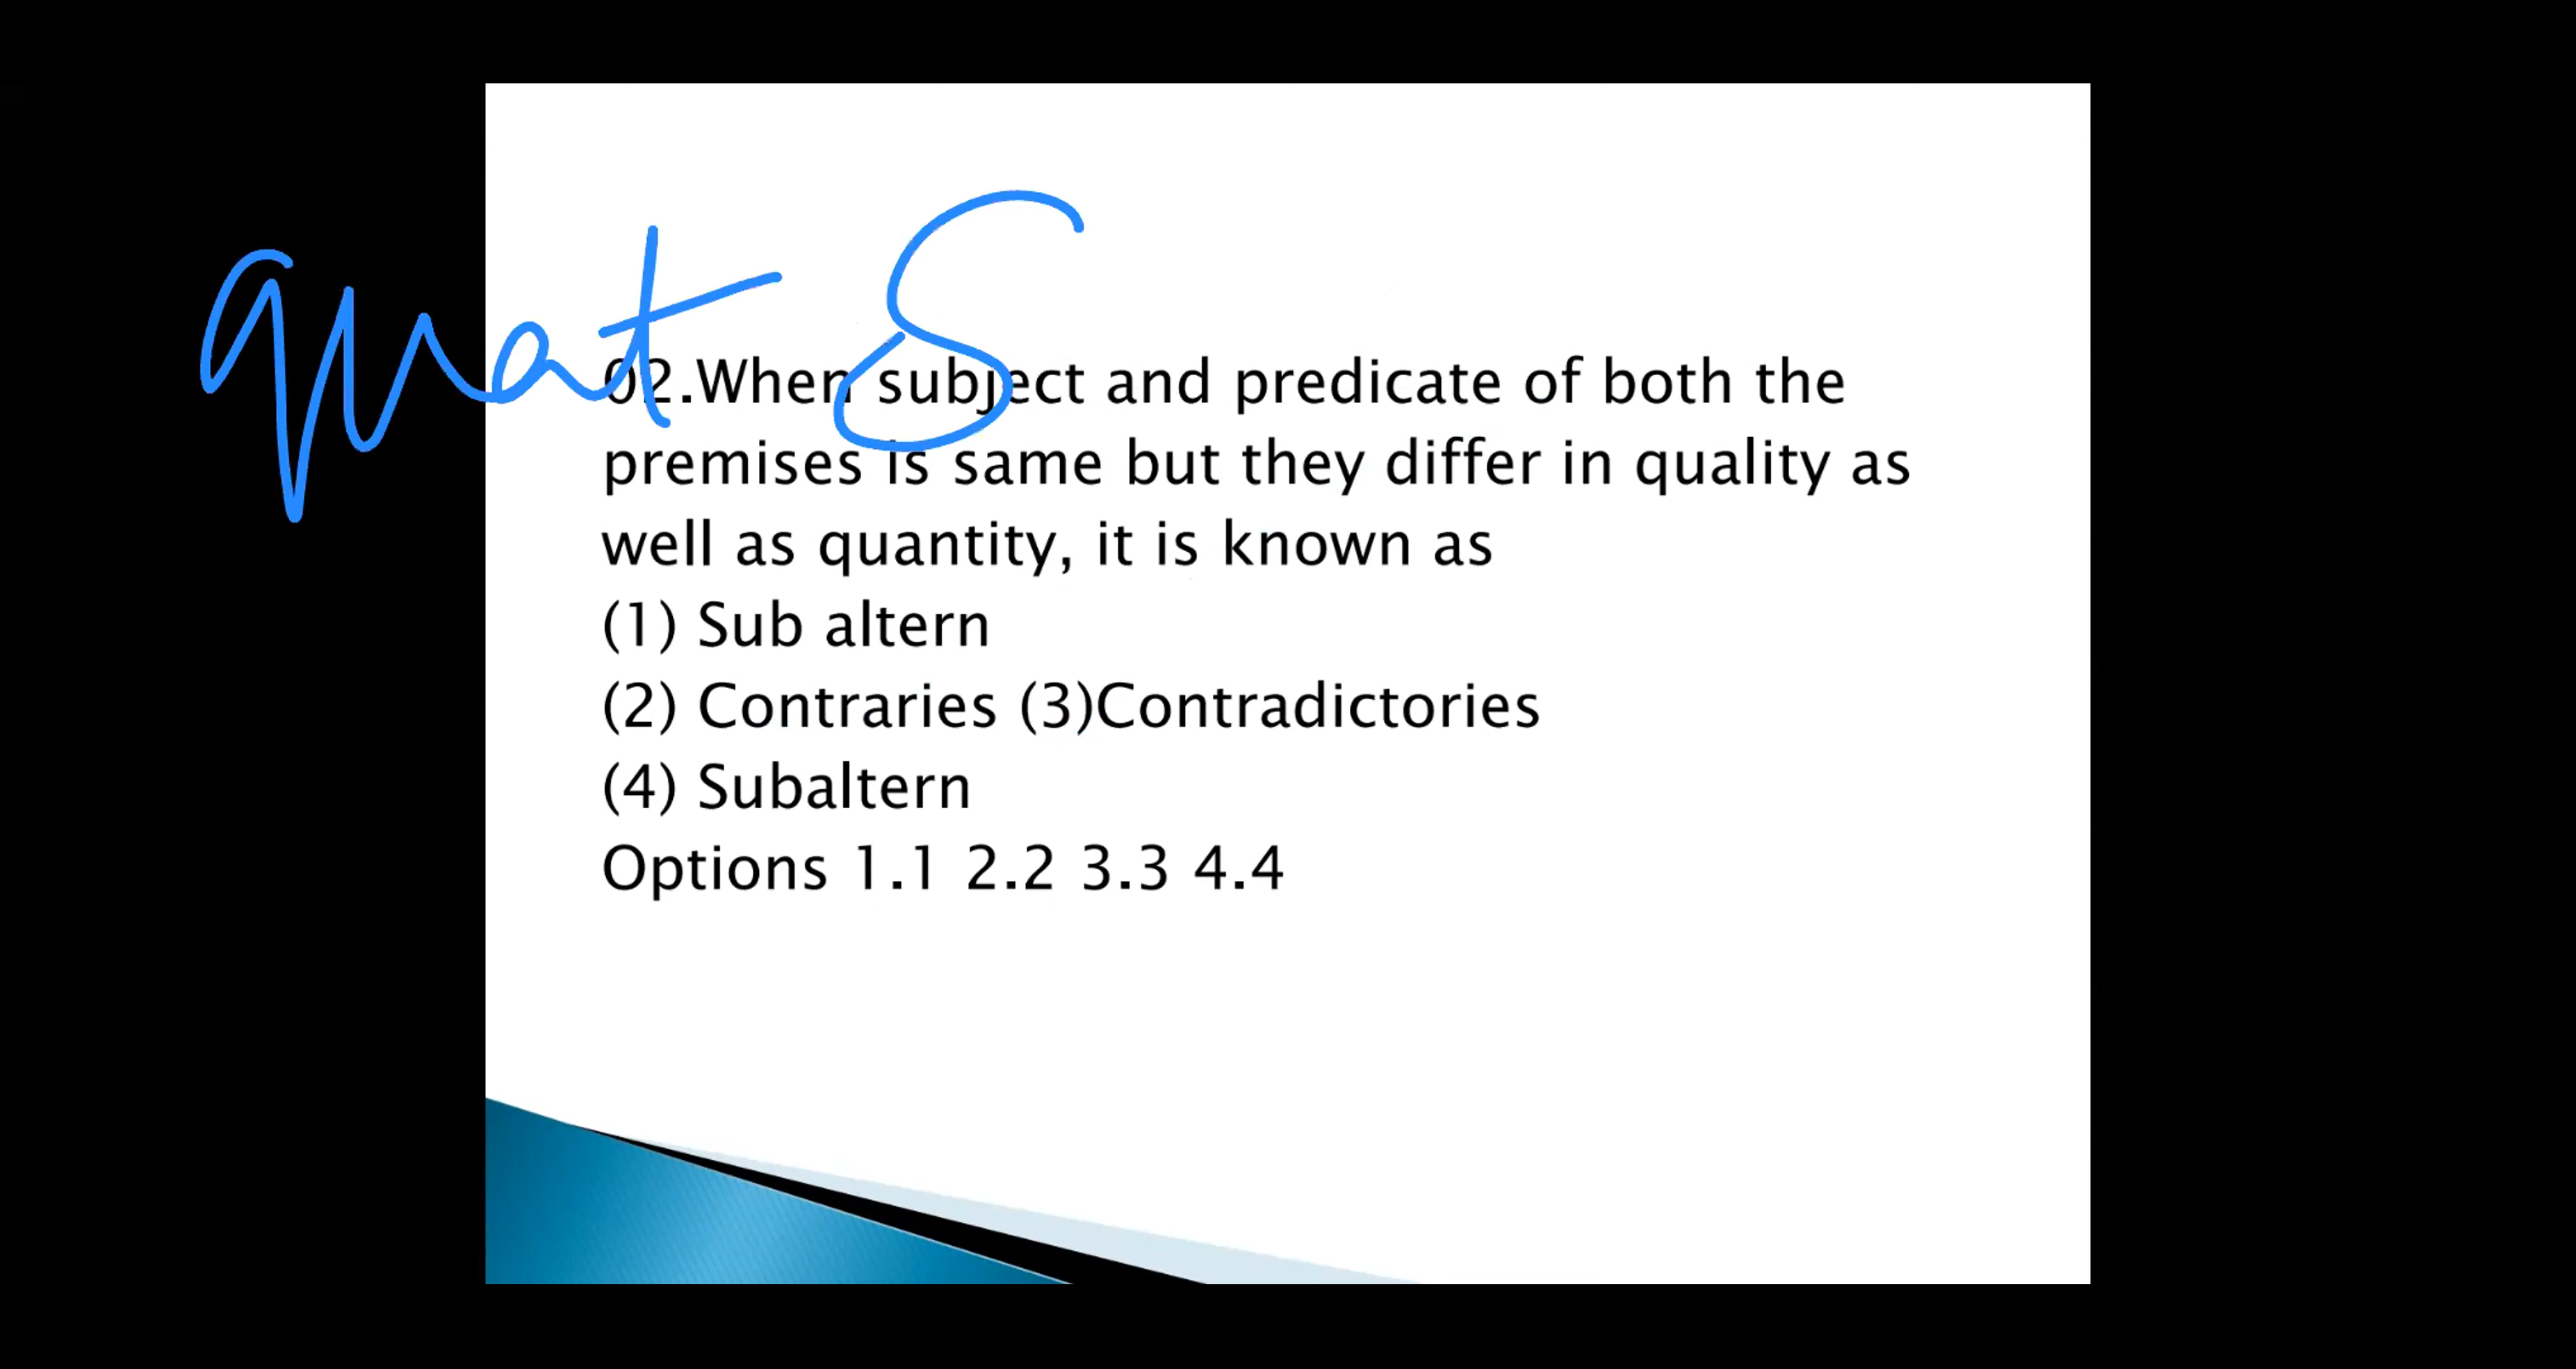 quat S
02.When subject and predicate of both the
premises is same but they differ in quality as
well as quantity, it is known as
(1) Sub altern
(2) Contraries (3)Contradictories
(4) Subaltern
Options 1.1 2.2 3.3 4.4